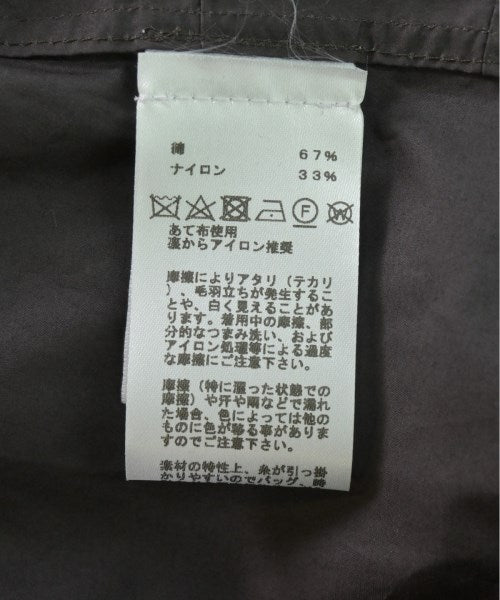 綿 67%
ナイロン 33%
F W
あて布使用
裏からアイロン推奨
摩擦によりアタリ(テカリ
)、毛羽立ちが発生するこ
とや、白く見えることがあ
ります。着用中の摩擦、部
分的なつまみ洗い、および
アイロン処理等による過度
な摩擦にご注意下さい。
摩擦(特に湿った状態での
摩擦)や汗や雨などで濡れ
た場合、色によっては他の
ものに色が移る事がありま
すのでご注意下さい。
素材の特性上、糸が引っ掛
かりやすいのでバッグ、時